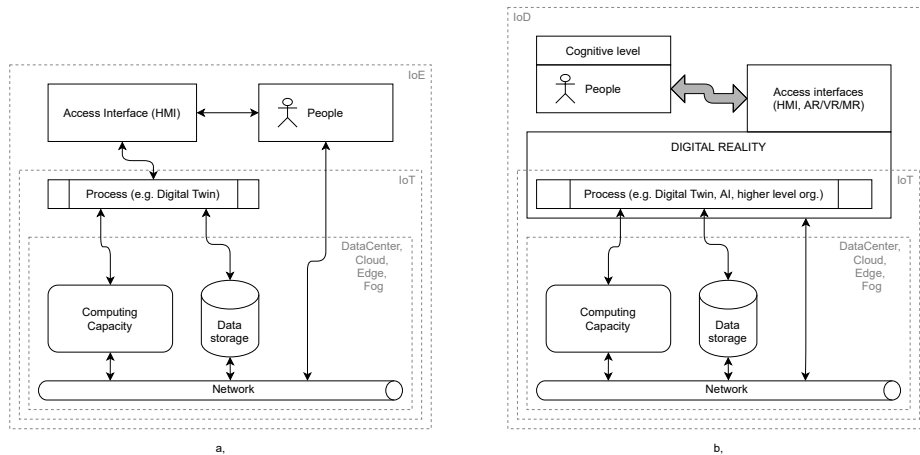 IoE
Access Interface (HMI)
People
IoT
Process (e.g. Digital Twin)
DataCenter,
Cloud,
Edge,
Fog
Computing
Capacity
Data
storage
Network
a,
IoD
Cognitive level
People
Access interfaces
(HMI, AR/VR/MR)
DIGITAL REALITY
IoT
Process (e.g. Digital Twin, AI, higher level org.)
DataCenter,
Cloud,
Edge,
Fog
Computing
Capacity
Data
storage
Network
b,